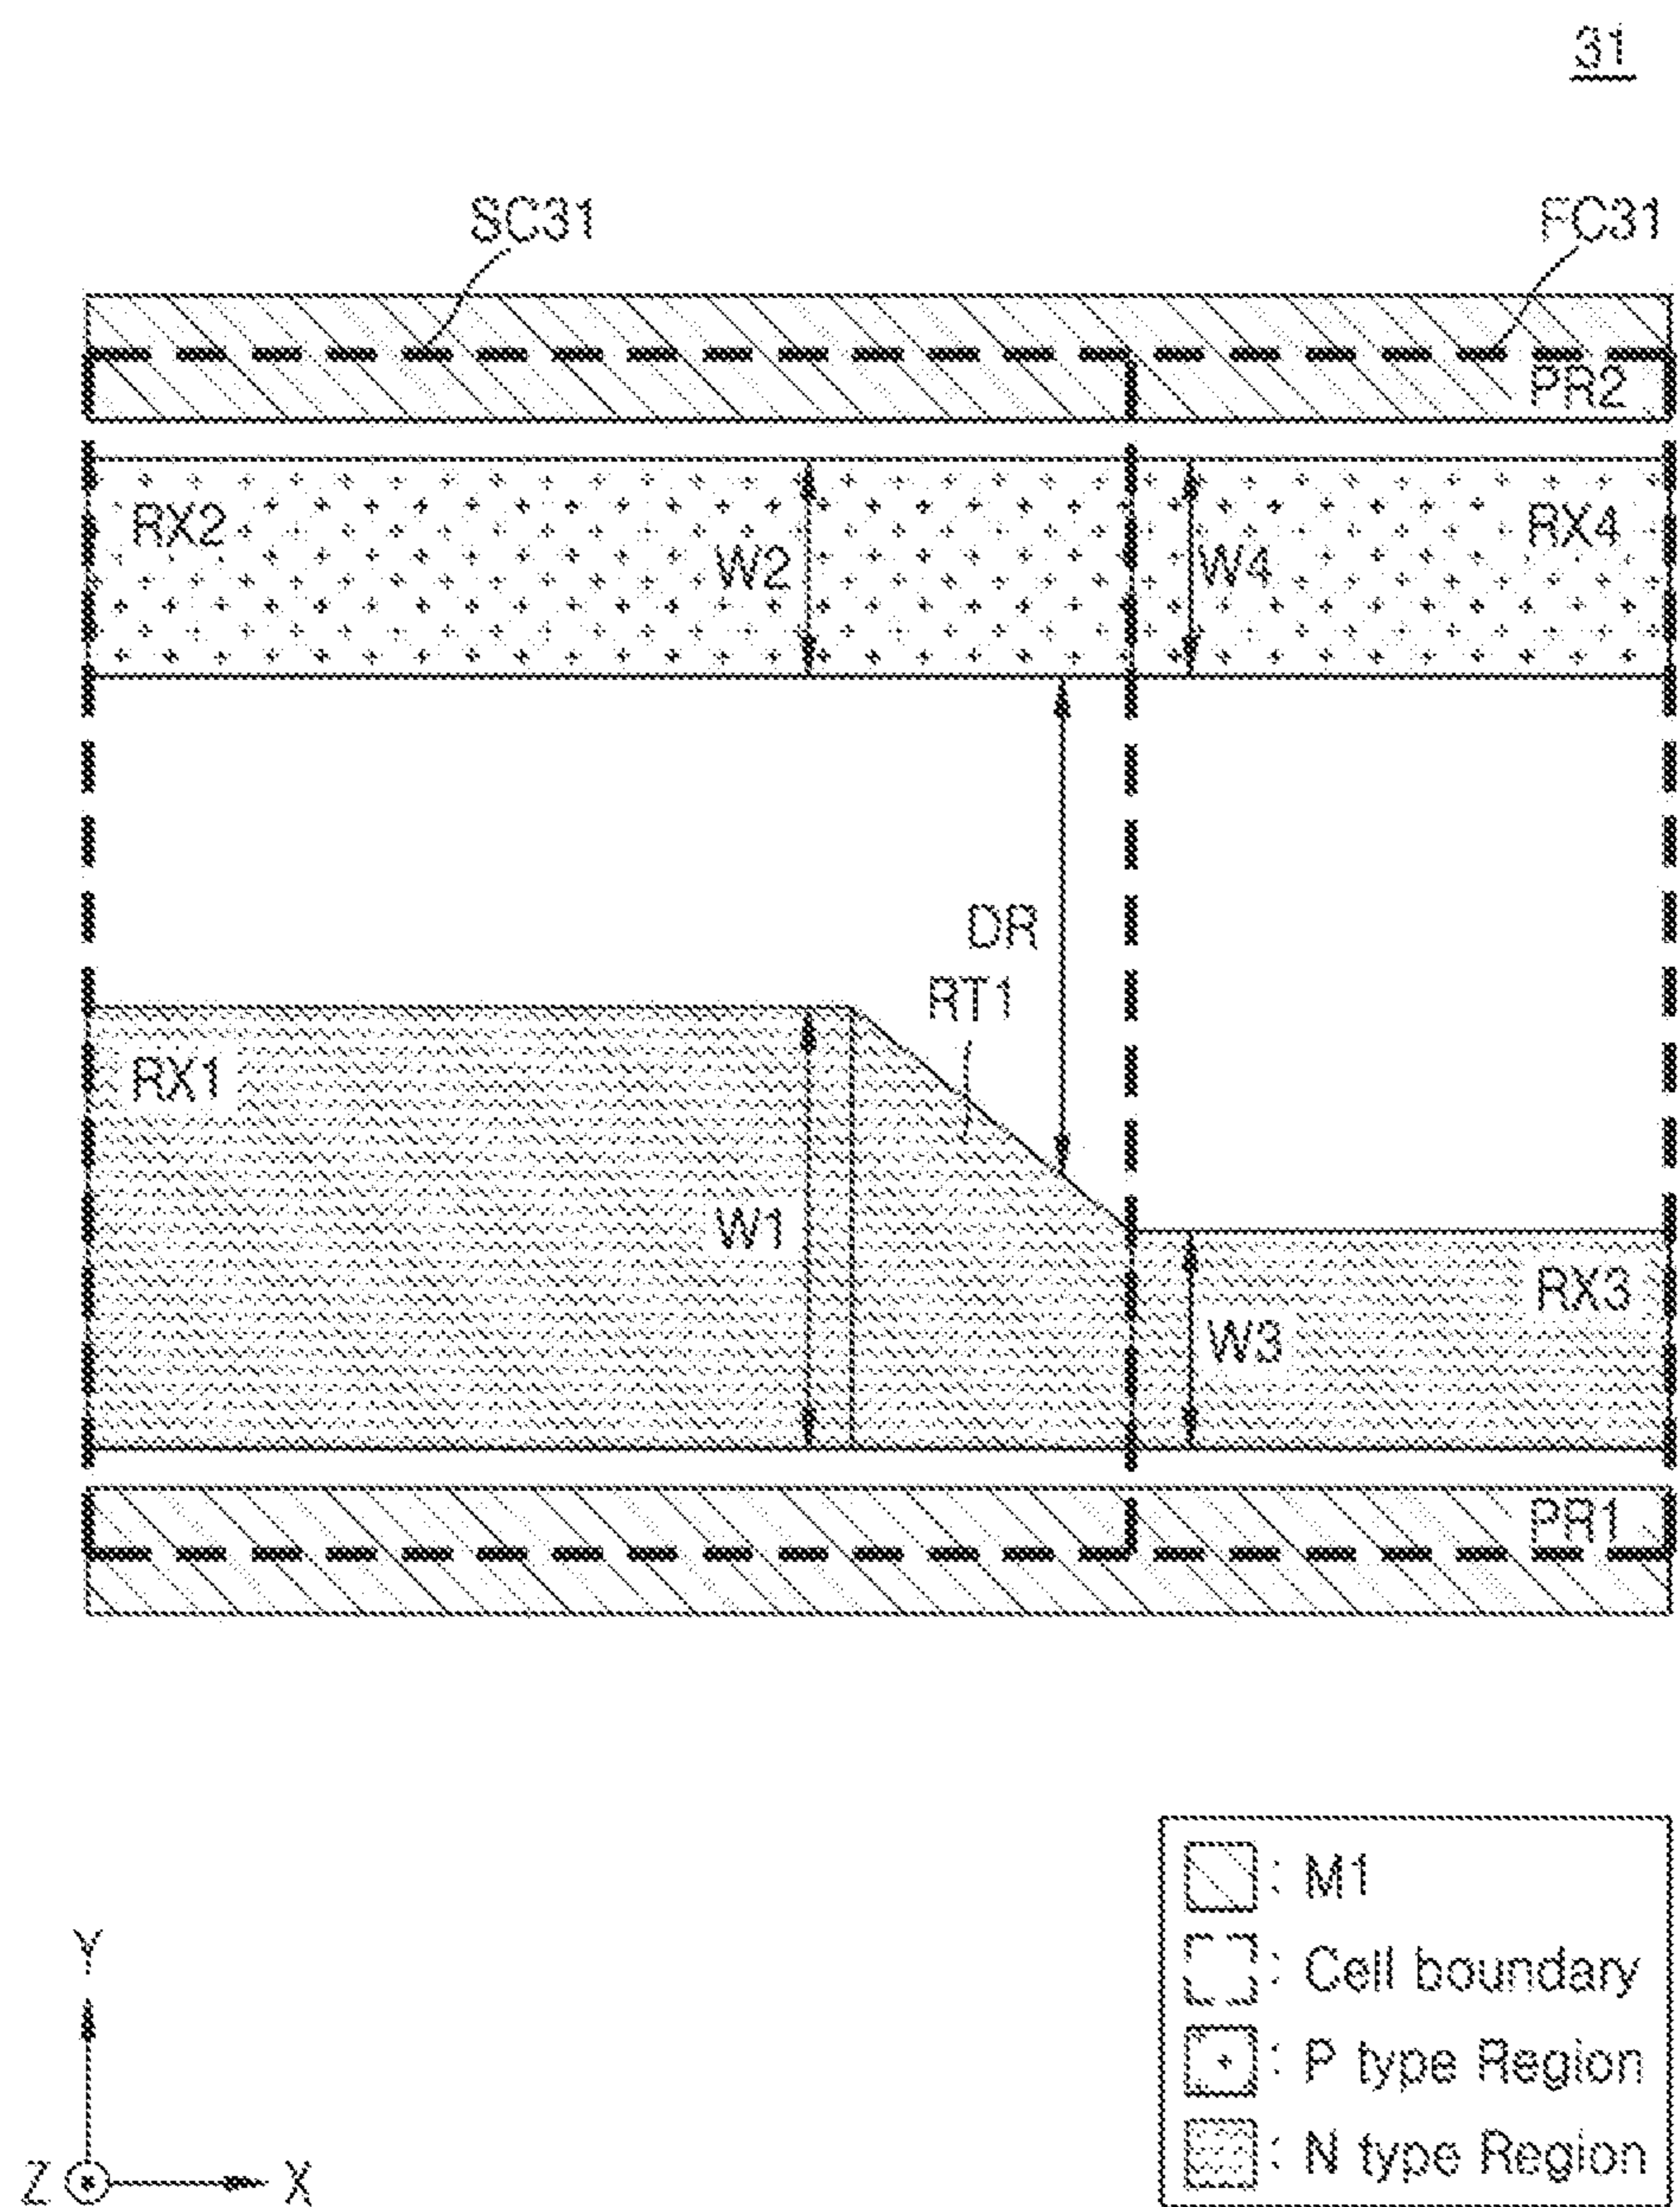 31
SC31
FC31
PR2
RX2
W2
W4
RX4
DR
RT1
RX1
W1
RX3
W3
PR1
: M1
: Cell boundary
: P type Region
: N type Region
Y
Z
X